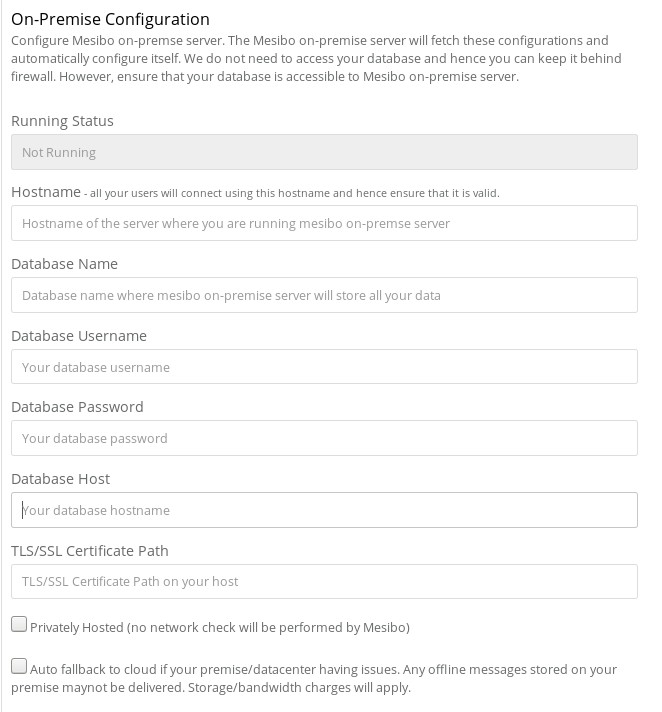 On-Premise Configuration
Configure Mesibo on-premse server. The Mesibo on-premise server will fetch these configurations and
automatically configure itself. We do not need to access your database and hence you can keep it behind
firewall. However, ensure that your database is accessible to Mesibo on-premise server.
Running Status
Not Running
Hostname - all your users will connect using this hostname and hence ensure that it is valid.
Hostname of the server where you are running mesibo on-premse server
Database Name
Database name where mesibo on-premise server will store all your data
Database Username
Your database username
Database Password
Your database password
Database Host
Your database hostname
TLS/SSL Certificate Path
TLS/SSL Certificate Path on your host
Privately Hosted (no network check will be performed by Mesibo)
Auto fallback to cloud if your premise/datacenter having issues. Any offline messages stored on your
premise maynot be delivered. Storage/bandwidth charges will apply.